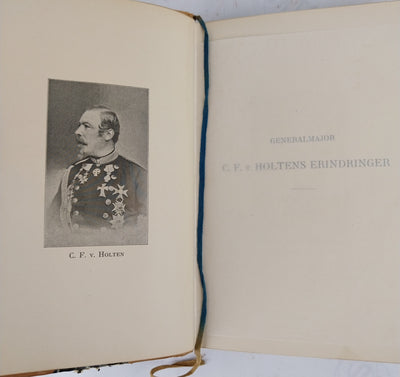 C. F. v. Holten
GENERALMAJOR
C. F. v. HOLTENS ERINDRINGER